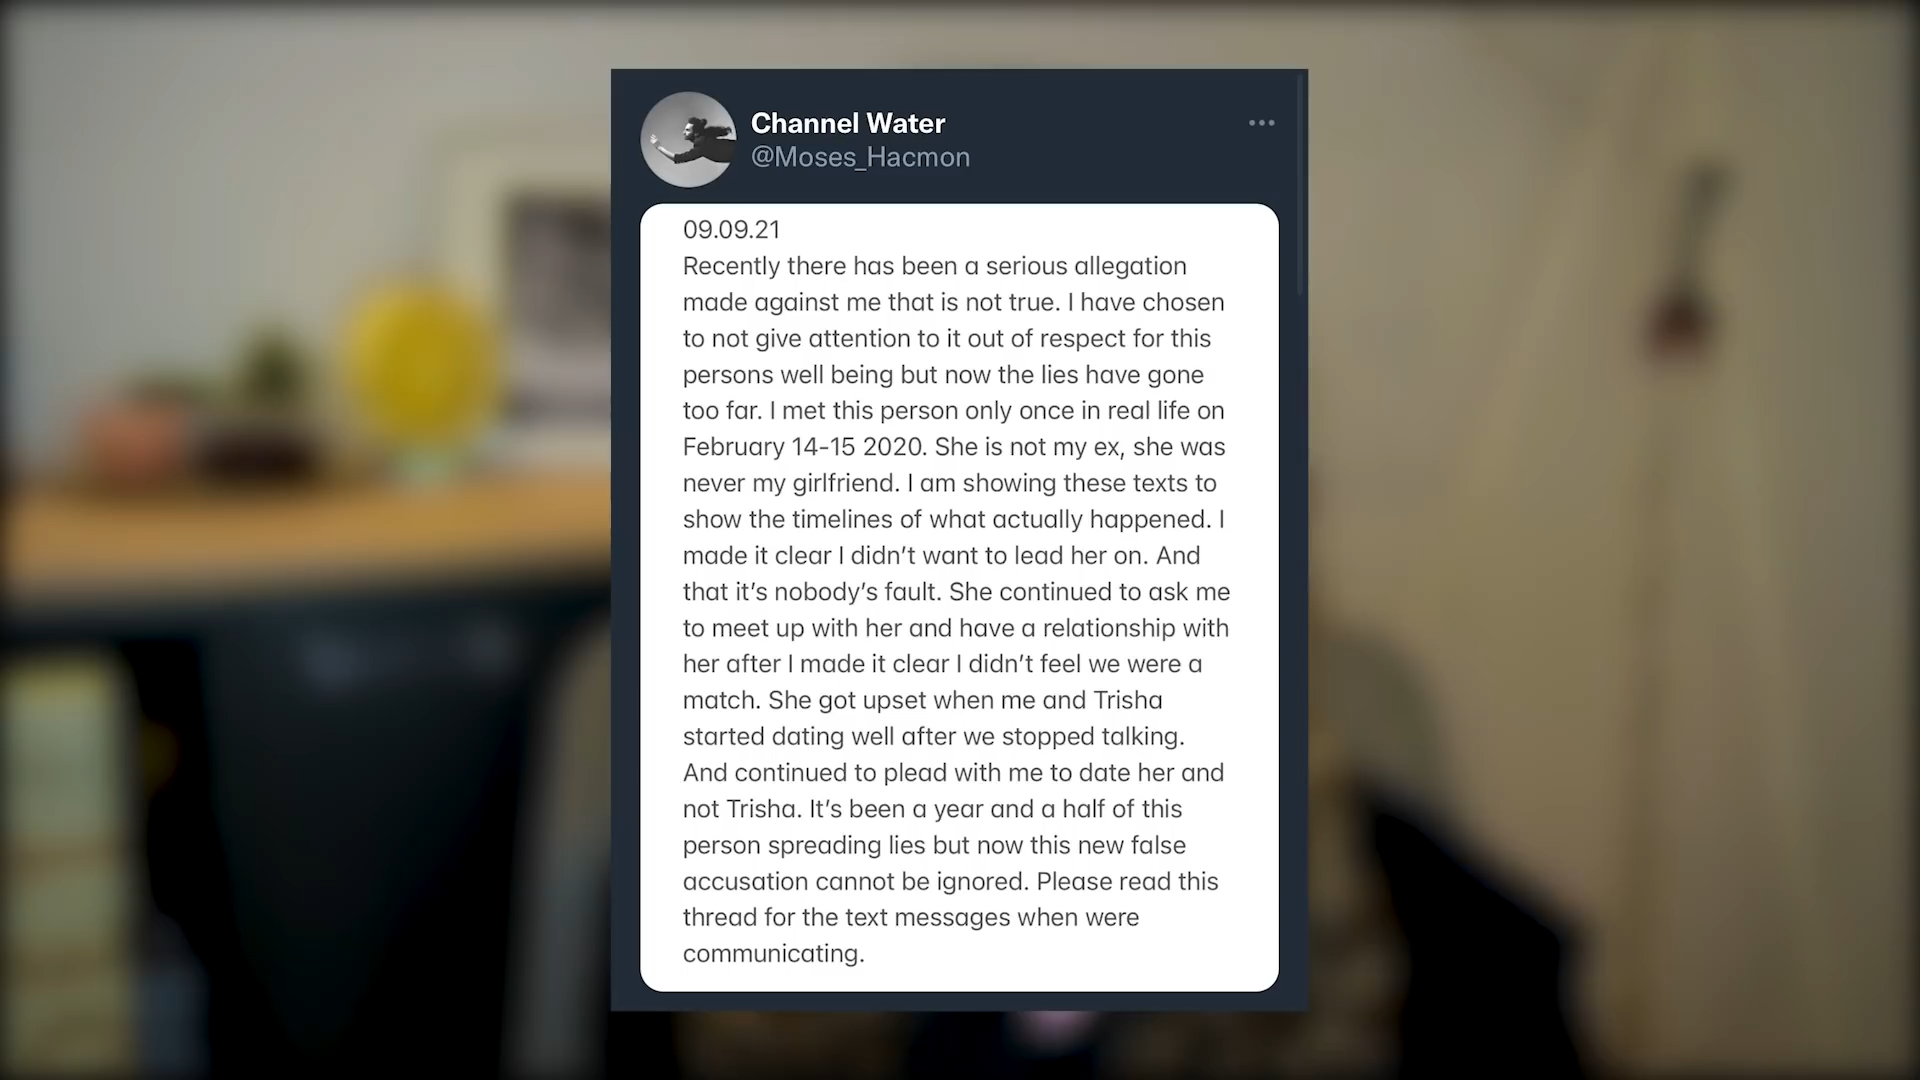 Channel Water
@Moses_Hacmon
09.09.21
Recently there has been a serious allegation
made against me that is not true. I have chosen
to not give attention to it out of respect for this
persons well being but now the lies have gone
too far. I met this person only once in real life on
February 14-15 2020. She is not my ex, she was
never my girlfriend. I am showing these texts to
show the timelines of what actually happened. I
made it clear I didn’t want to lead her on. And
that it’s nobody’s fault. She continued to ask me
to meet up with her and have a relationship with
her after I made it clear I didn’t feel we were a
match. She got upset when me and Trisha
started dating well after we stopped talking.
And continued to plead with me to date her and
not Trisha. It’s been a year and a half of this
person spreading lies but now this new false
accusation cannot be ignored. Please read this
thread for the text messages when were
communicating.